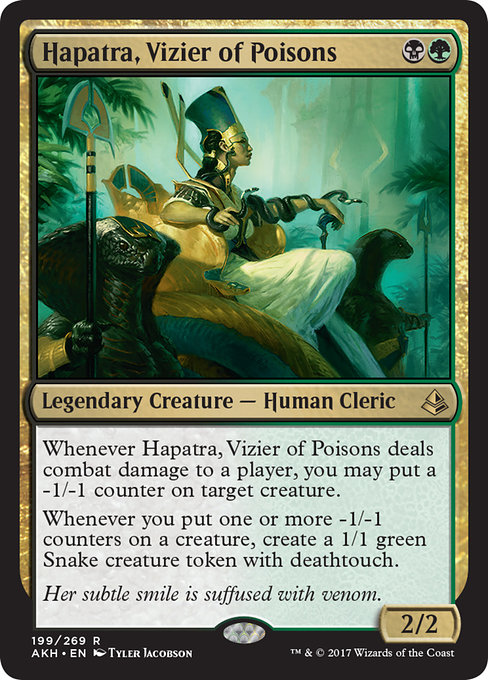 Hapatra, Vizier of Poisons
Legendary Creature — Human Cleric
Whenever Hapatra, Vizier of Poisons deals
combat damage to a player, you may put a
-1/-1 counter on target creature.
Whenever you put one or more -1/-1
counters on a creature, create a 1/1 green
Snake creature token with deathtouch.
Her subtle smile is suffused with venom.
2/2
199/269 R
AKH • EN Tyler Jacobson
™ & © 2017 Wizards of the Coast